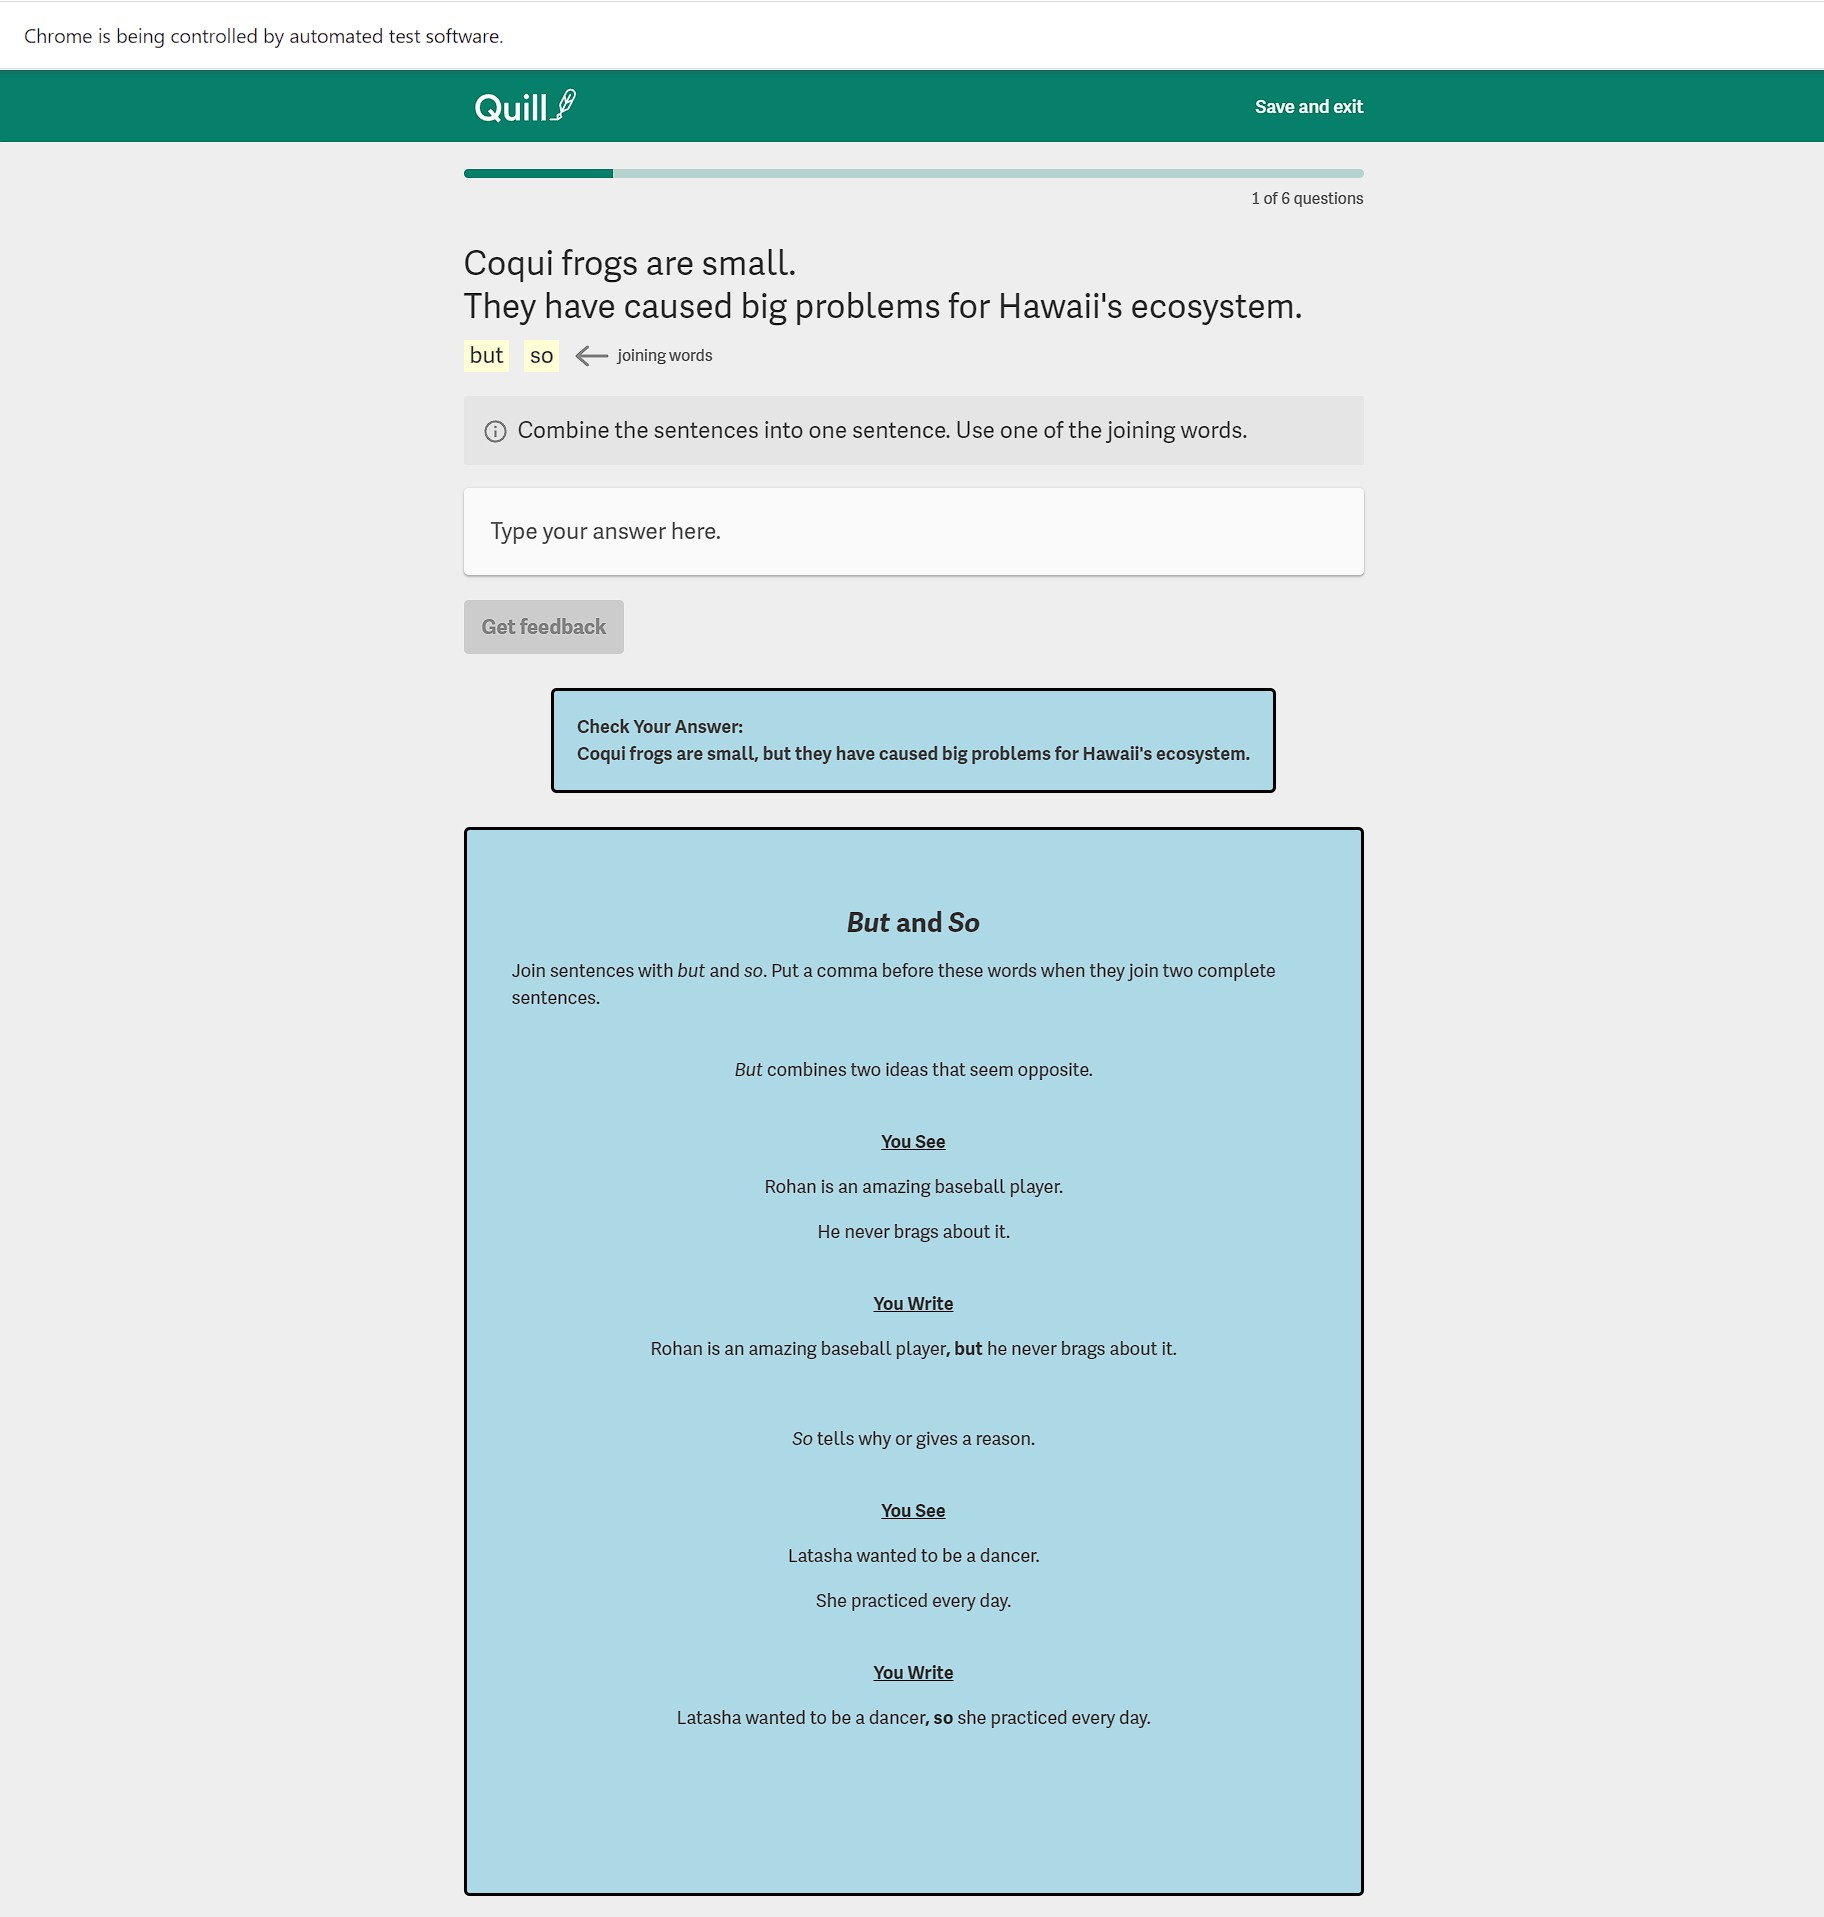 Chrome is being controlled by automated test software.
Quill
Save and exit
1 of 6 questions
Coqui frogs are small.
They have caused big problems for Hawaii's ecosystem.
but so joining words
Combine the sentences into one sentence. Use one of the joining words.
Type your answer here.
Get feedback
Check Your Answer:
Coqui frogs are small, but they have caused big problems for Hawaii's ecosystem.
But and So
Join sentences with but and so. Put a comma before these words when they join two complete
sentences.
But combines two ideas that seem opposite.
You See
Rohan is an amazing baseball player.
He never brags about it.
You Write
Rohan is an amazing baseball player, but he never brags about it.
So tells why or gives a reason.
You See
Latasha wanted to be a dancer.
She practiced every day.
You Write
Latasha wanted to be a dancer, so she practiced every day.